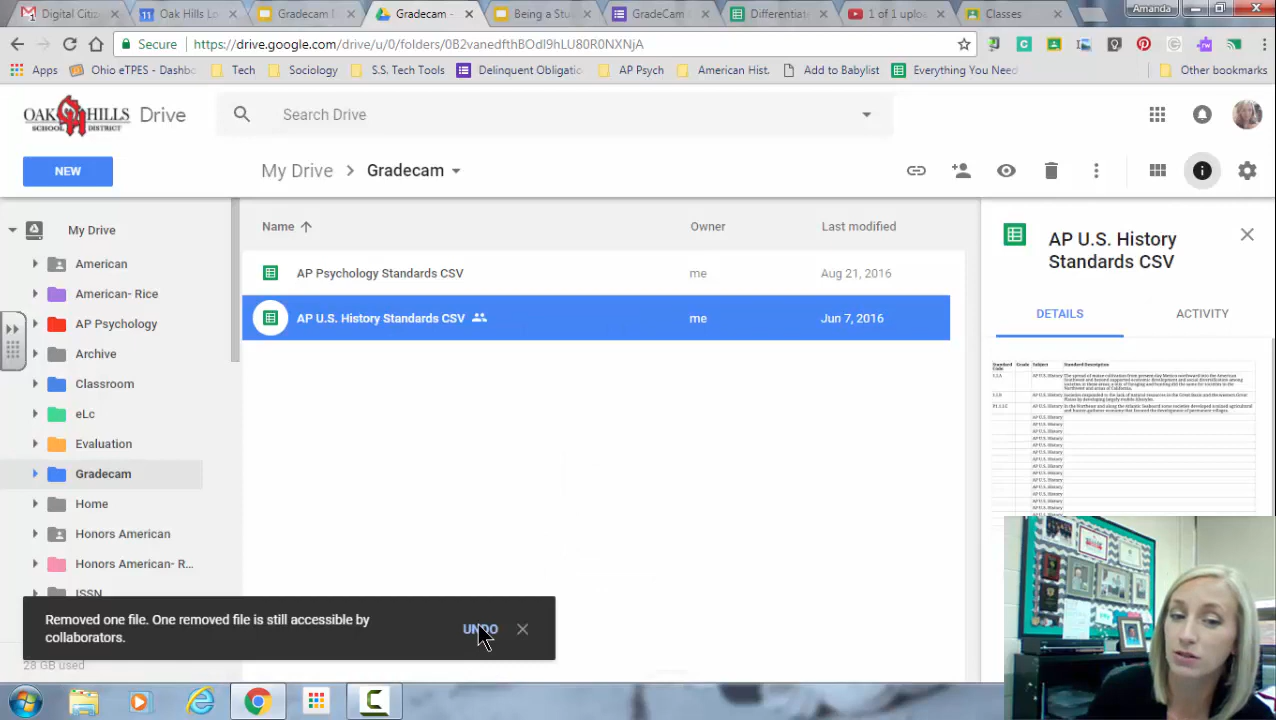 Digital Citiz
Oak Hills Lo
Gradecam D
Gradecam -
Being a Stu
GradeCam
Differentiate
1 of 1 uploa
Classes
Amanda
Secure https://drive.google.com/drive/u/0/folders/
Apps Ohio eTPES - Dashbo Tech Sociology S.S. Tech Tools Delinquent Obligatio AP Psych American Hist. Add to Babylist Everything You Need Other bookmarks
OAK HILLS
SCHOOL DISTRICT
Drive
Search Drive
NEW
My Drive > Gradecam
Name Owner Last modified
AP Psychology Standards CSV me Aug 21, 2016
AP U.S. History Standards CSV me Jun 7, 2016
My Drive
American
American- Rice
AP Psychology
Archive
Classroom
eLc
Evaluation
Gradecam
Home
Honors American
Honors American- R...
ISSN
28 GB used
AP U.S. History
Standards CSV
DETAILS ACTIVITY
Removed one file. One removed file is still accessible by
collaborators.
UNDO